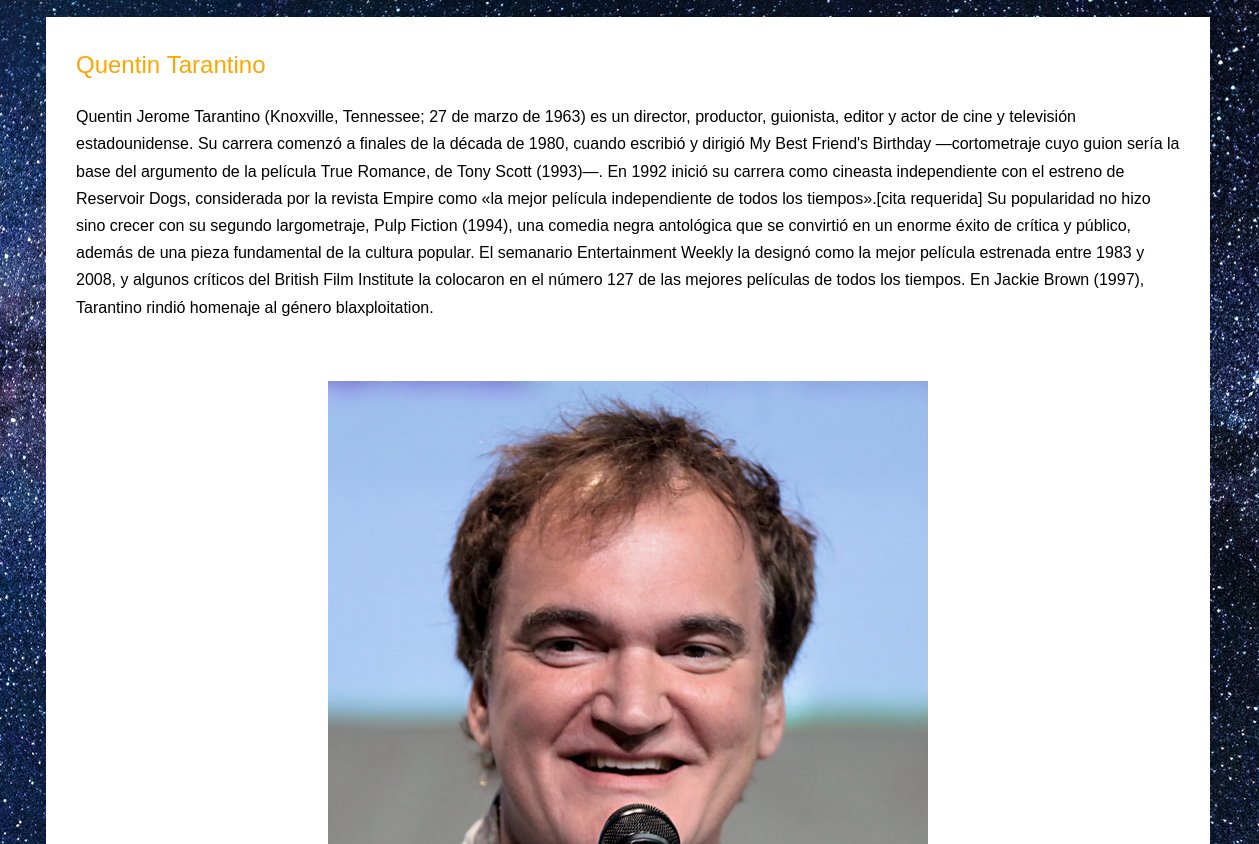 Quentin Tarantino
Quentin Jerome Tarantino (Knoxville, Tennessee; 27 de marzo de 1963) es un director, productor, guionista, editor y actor de cine y televisión
estadounidense. Su carrera comenzó a finales de la década de 1980, cuando escribió y dirigió My Best Friend's Birthday —cortometraje cuyo guion sería la
base del argumento de la película True Romance, de Tony Scott (1993)—. En 1992 inició su carrera como cineasta independiente con el estreno de
Reservoir Dogs, considerada por la revista Empire como «la mejor película independiente de todos los tiempos».[cita requerida] Su popularidad no hizo
sino crecer con su segundo largometraje, Pulp Fiction (1994), una comedia negra antológica que se convirtió en un enorme éxito de crítica y público,
además de una pieza fundamental de la cultura popular. El semanario Entertainment Weekly la designó como la mejor película estrenada entre 1983 y
2008, y algunos críticos del British Film Institute la colocaron en el número 127 de las mejores películas de todos los tiempos. En Jackie Brown (1997),
Tarantino rindió homenaje al género blaxploitation.